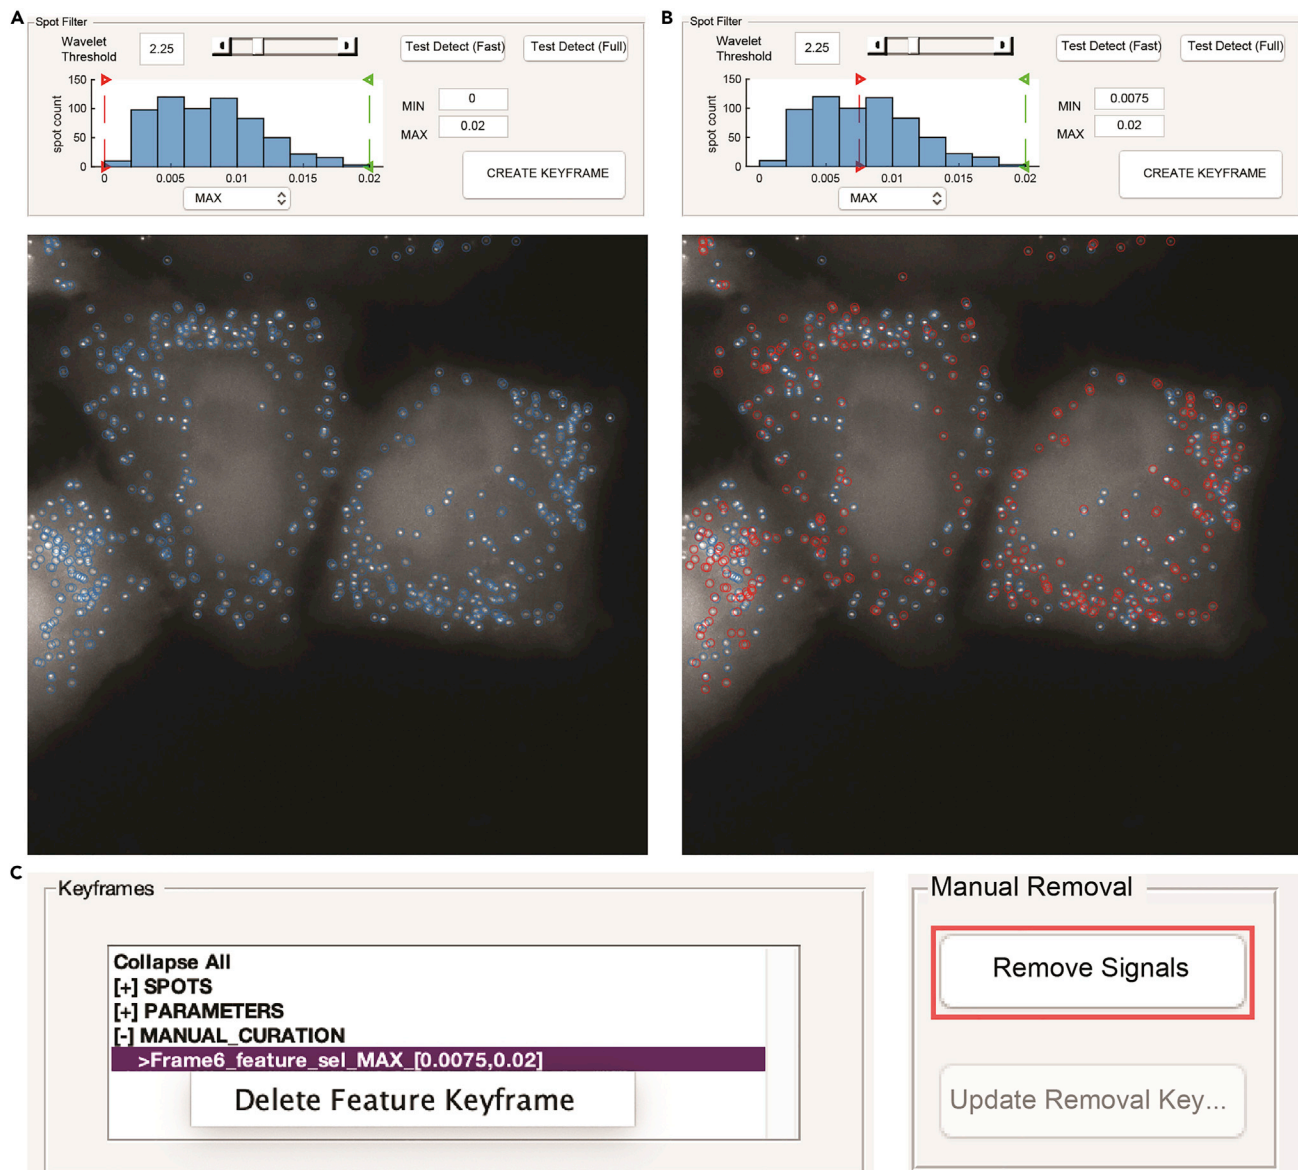 A
Spot Filter
Wavelet
Threshold
2.25
Test Detect (Fast)
Test Detect (Full)
150
100
50
0
spot count
0
0.005
0.01
0.015
0.02
MAX
MIN
0
MAX
0.02
CREATE KEYFRAME
B
Spot Filter
Wavelet
Threshold
2.25
Test Detect (Fast)
Test Detect (Full)
150
100
50
0
spot count
0
0.005
0.01
0.015
0.02
MAX
MIN
0.0075
MAX
0.02
CREATE KEYFRAME
C
Keyframes
Collapse All
[+] SPOTS
[+] PARAMETERS
[-] MANUAL_CURATION
>Frame6_feature_sel_MAX_[0.0075,0.02]
Delete Feature Keyframe
Manual Removal
Remove Signals
Update Removal Key...